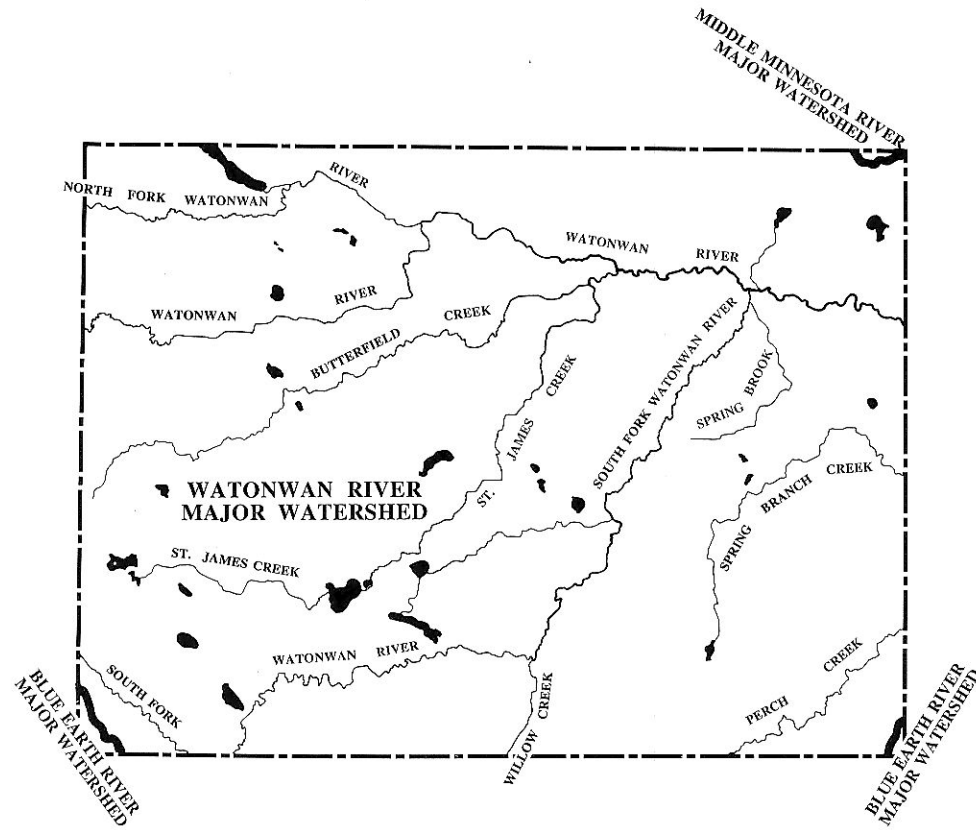 MIDDLE MINNESOTA RIVER
MAJOR WATERSHED
NORTH FORK WATONWAN RIVER
WATONWAN RIVER
WATONWAN RIVER
BUTTERFIELD CREEK
ST. JAMES CREEK
SOUTH FORK WATONWAN RIVER
SPRING BROOK
SPRING BRANCH CREEK
WATONWAN RIVER
MAJOR WATERSHED
ST. JAMES CREEK
WATONWAN RIVER
SOUTH FORK
WILLOW CREEK
PERCH CREEK
BLUE EARTH RIVER
MAJOR WATERSHED
BLUE EARTH RIVER
MAJOR WATERSHED